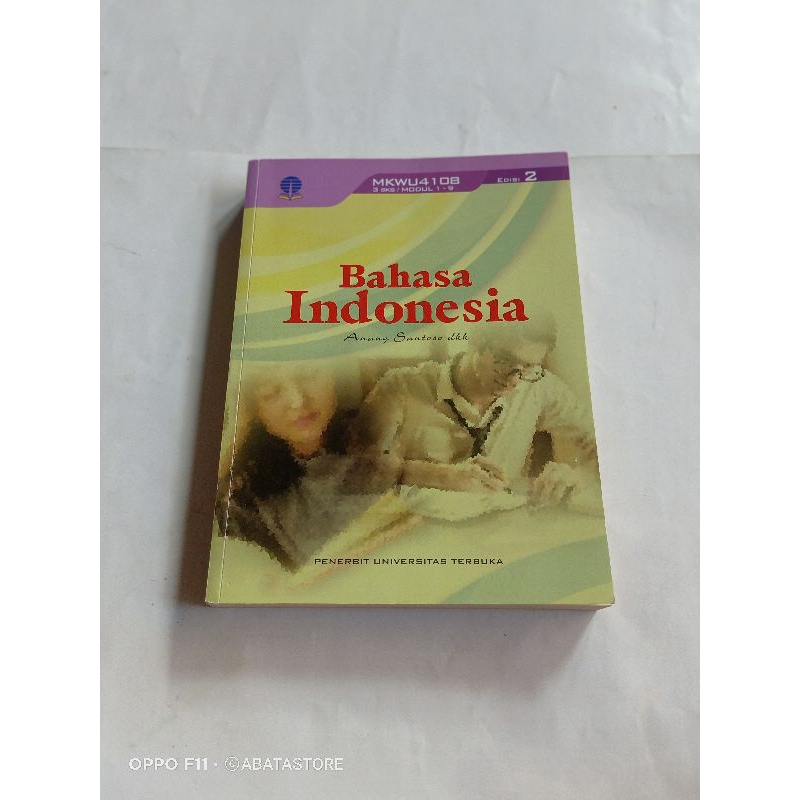 MKWU4108
3 SKS / MODUL 1 - 9
EDISI 2
Bahasa
Indonesia
Anang Santoso dkk
PENERBIT UNIVERSITAS TERBUKA
OPPO F11 · ©ABATASTORE